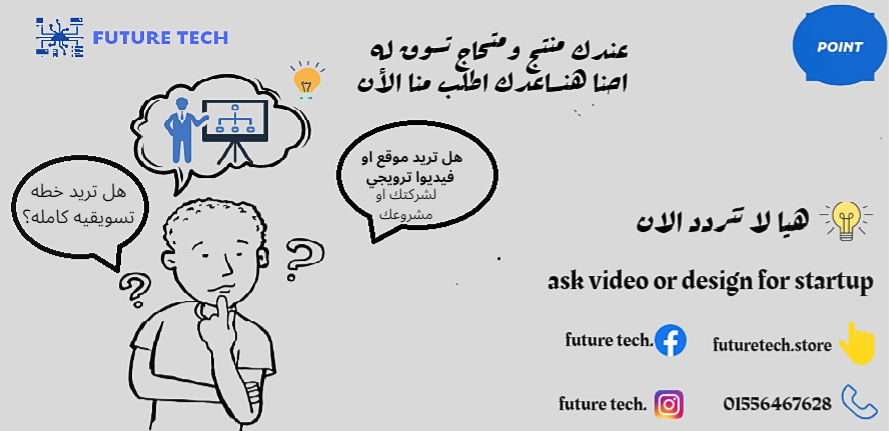 FUTURE TECH
عندك منتج ومتحاج تسوق له
احنا هنساعدك اطلب منا الأن
POINT
هل تريد موقع او
فيديوا ترويجي
لشركتك او
مشروعك
هل تريد خطه
تسويقيه كامله؟
هيا لا تتردد الان
ask video or design for startup
future tech.
futuretech.store
future tech.
01556467628